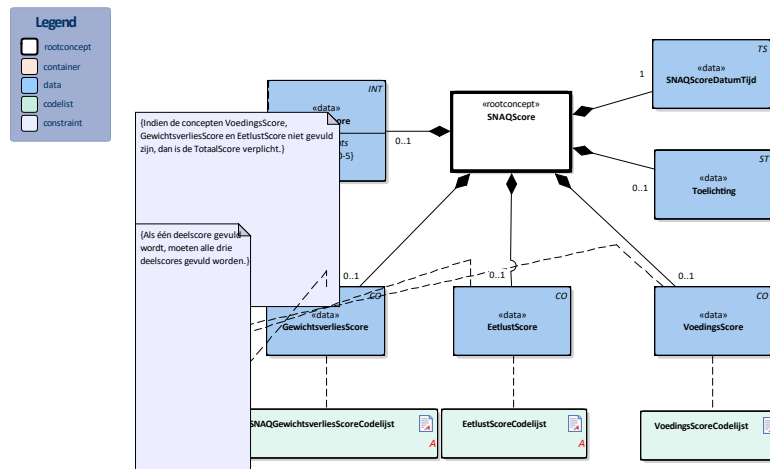 Legend
rootconcept
container
data
codelist
constraint
INT
«data»
ore
nts
0-5}
0..1
{Indien de concepten VoedingsScore,
GewichtsverliesScore en EetlustScore niet gevuld
zijn, dan is de TotaalScore verplicht.}
{Als één deelscore gevuld
wordt, moeten alle drie
deelscores gevuld worden.}
«rootconcept»
SNAQScore
1
TS
«data»
SNAQScoreDatumTijd
0..1
ST
«data»
Toelichting
0..1
CO
«data»
GewichtsverliesScore
0..1
CO
«data»
EetlustScore
0..1
CO
«data»
VoedingsScore
SNAQGewichtsverliesScoreCodelijst
A
EetlustScoreCodelijst
A
VoedingsScoreCodelijst